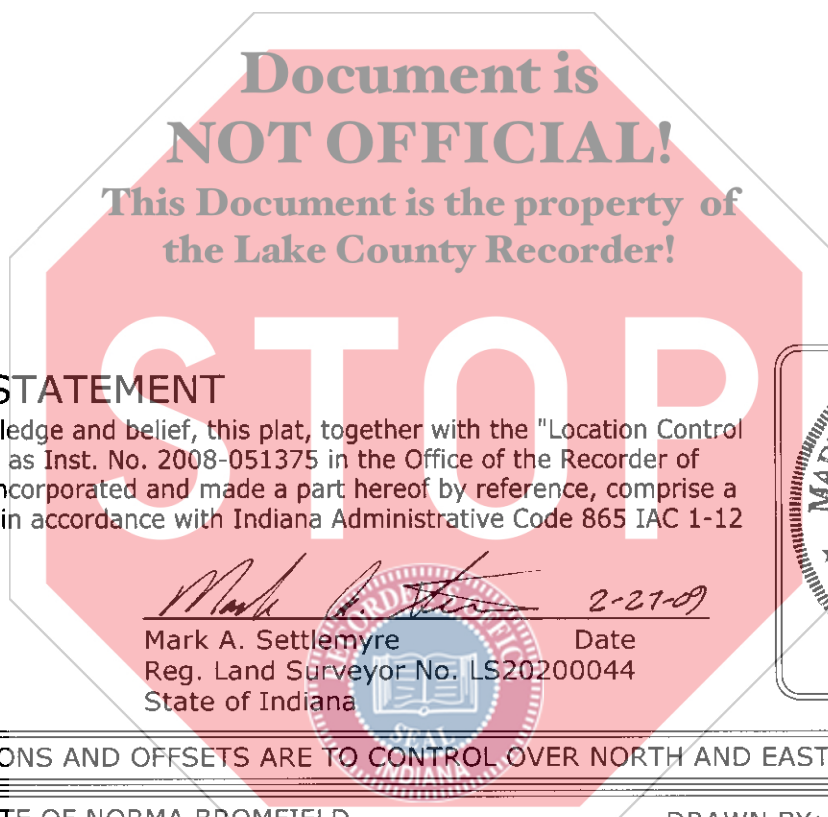 Document is
NOT OFFICIAL!
This Document is the property of
the Lake County Recorder!
STOP
STATEMENT
ledge and belief, this plat, together with the "Location Control
as Inst. No. 2008-051375 in the Office of the Recorder of
ncorporated and made a part hereof by reference, comprise a
in accordance with Indiana Administrative Code 865 IAC 1-12
Mark A. 2-27-09
Mark A. Settlemyre Date
Reg. Land Surveyor No. LS20200044
State of Indiana
SEAL
INDIANA
ONS AND OFFSETS ARE TO CONTROL OVER NORTH AND EAST
TE OF NORMA BROMFIELD
DRAWN BY: